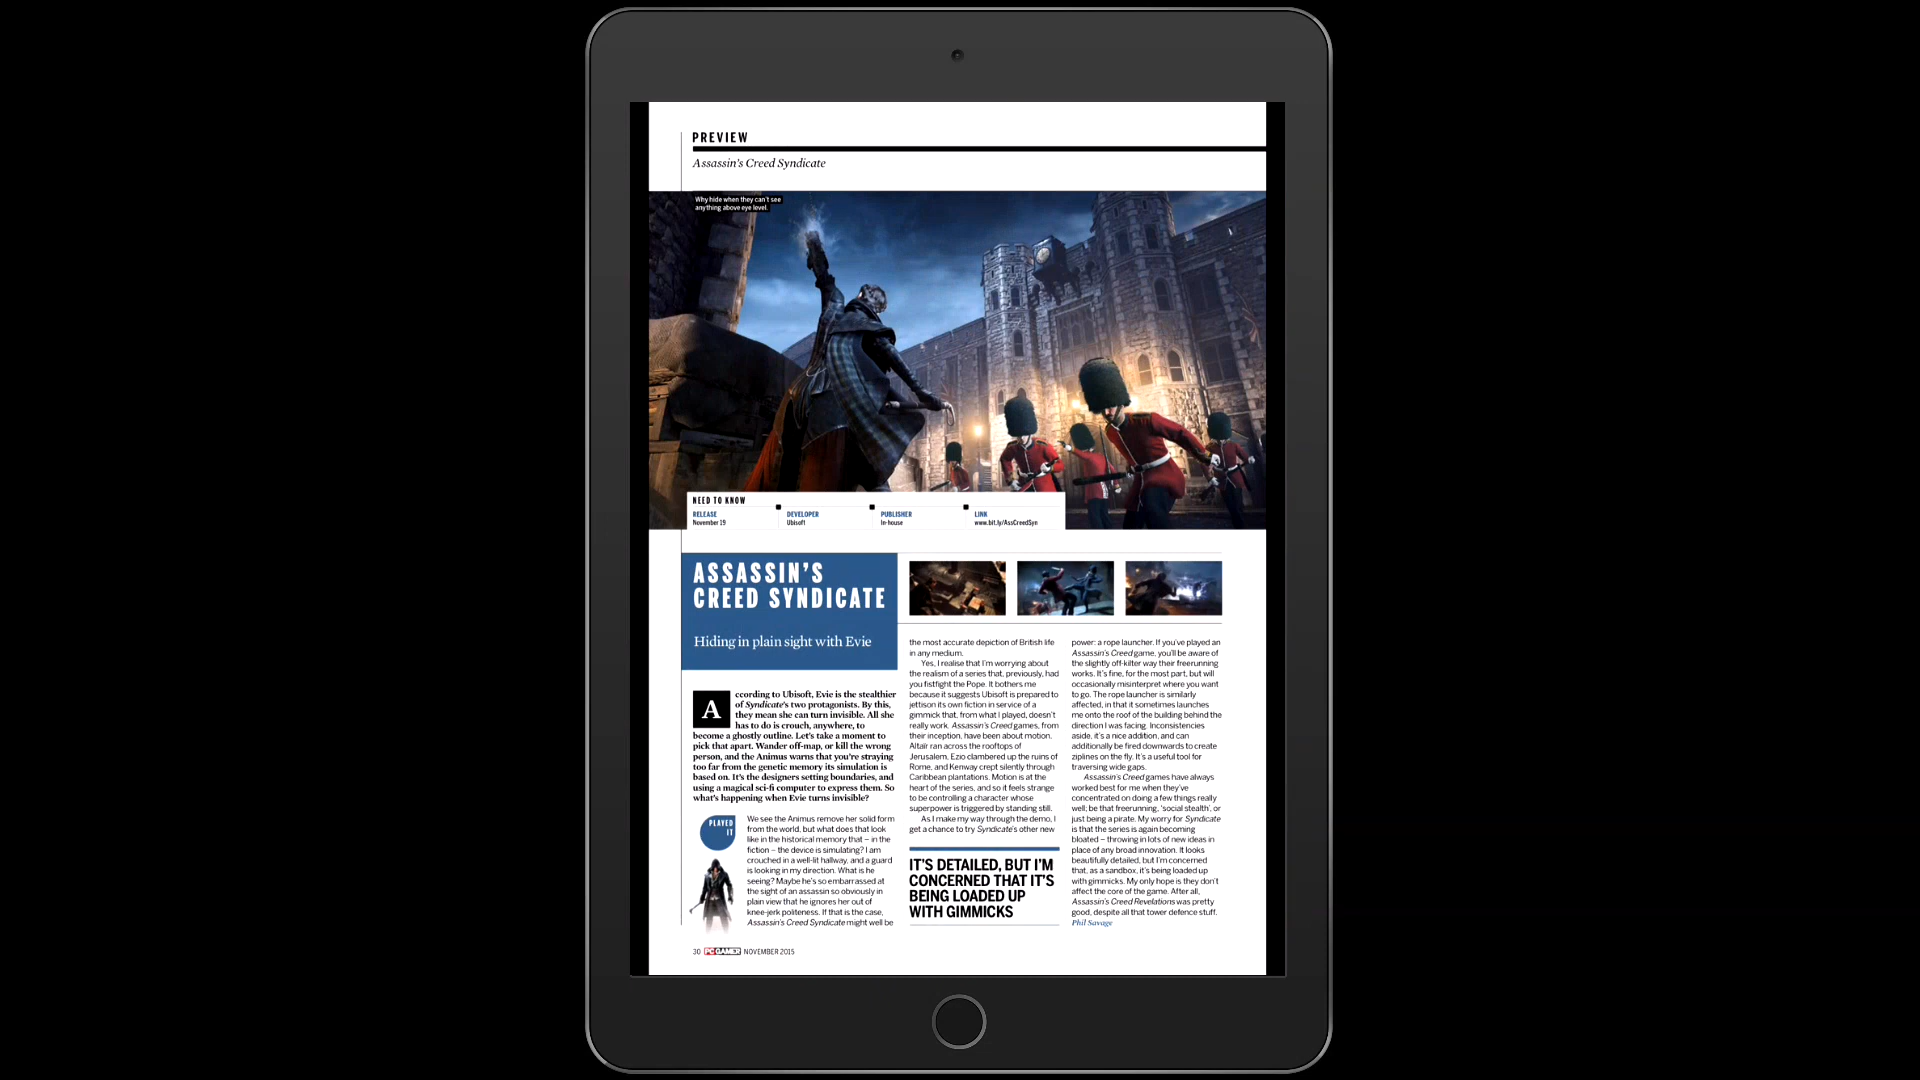 PREVIEW
Assassin's Creed Syndicate
Why hide when they can't see
anything above eye level.
NEED TO KNOW
RELEASE
November 19
DEVELOPER
Ubisoft
PUBLISHER
In-house
LINK
www.bit.ly/AssCreedSyn
ASSASSIN'S
CREED SYNDICATE
Hiding in plain sight with Evie
According to Ubisoft, Evie is the stealthier
of Syndicate's two protagonists. By this,
they mean she can turn invisible. All she
has to do is crouch, anywhere, to
become a ghostly outline. Let's take a moment to
pick that apart. Wander off-map, or kill the wrong
person, and the Animus warns that you're straying
too far from the genetic memory its simulation is
based on. It's the designers setting boundaries, and
using a magical sci-fi computer to express them. So
what's happening when Evie turns invisible?
PLAYED
IT
We see the Animus remove her solid form
from the world, but what does that look
like in the historical memory that – in the
fiction – the device is simulating? I am
crouched in a well-lit hallway, and a guard
is looking in my direction. What is he
seeing? Maybe he's so embarrassed at
the sight of an assassin so obviously in
plain view that he ignores her out of
knee-jerk politeness. If that is the case,
Assassin's Creed Syndicate might well be
the most accurate depiction of British life
in any medium.
Yes, I realise that I'm worrying about
the realism of a series that, previously, had
you fistfight the Pope. It bothers me
because it suggests Ubisoft is prepared to
jettison its own fiction in service of a
gimmick that, from what I played, doesn't
really work. Assassin's Creed games, from
their inception, have been about motion.
Altaïr ran across the rooftops of
Jerusalem, Ezio clambered up the ruins of
Rome, and Kenway crept silently through
Caribbean plantations. Motion is at the
heart of the series, and so it feels strange
to be controlling a character whose
superpower is triggered by standing still.
As I make my way through the demo, I
get a chance to try Syndicate's other new
IT'S DETAILED, BUT I'M
CONCERNED THAT IT'S
BEING LOADED UP
WITH GIMMICKS
power: a rope launcher. If you've played an
Assassin's Creed game, you'll be aware of
the slightly off-kilter way their freerunning
works. It's fine, for the most part, but will
occasionally misinterpret where you want
to go. The rope launcher is similarly
affected, in that it sometimes launches
me onto the roof of the building behind the
direction I was facing. Inconsistencies
aside, it's a nice addition, and can
additionally be fired downwards to create
ziplines on the fly. It's a useful tool for
traversing wide gaps.
Assassin's Creed games have always
worked best for me when they've
concentrated on doing a few things really
well; be that freerunning, 'social stealth', or
just being a pirate. My worry for Syndicate
is that the series is again becoming
bloated – throwing in lots of new ideas in
place of any broad innovation. It looks
beautifully detailed, but I'm concerned
that, as a sandbox, it's being loaded up
with gimmicks. My only hope is they don't
affect the core of the game. After all,
Assassin's Creed Revelations was pretty
good, despite all that tower defence stuff.
Phil Savage
30 PC GAMER NOVEMBER 2015